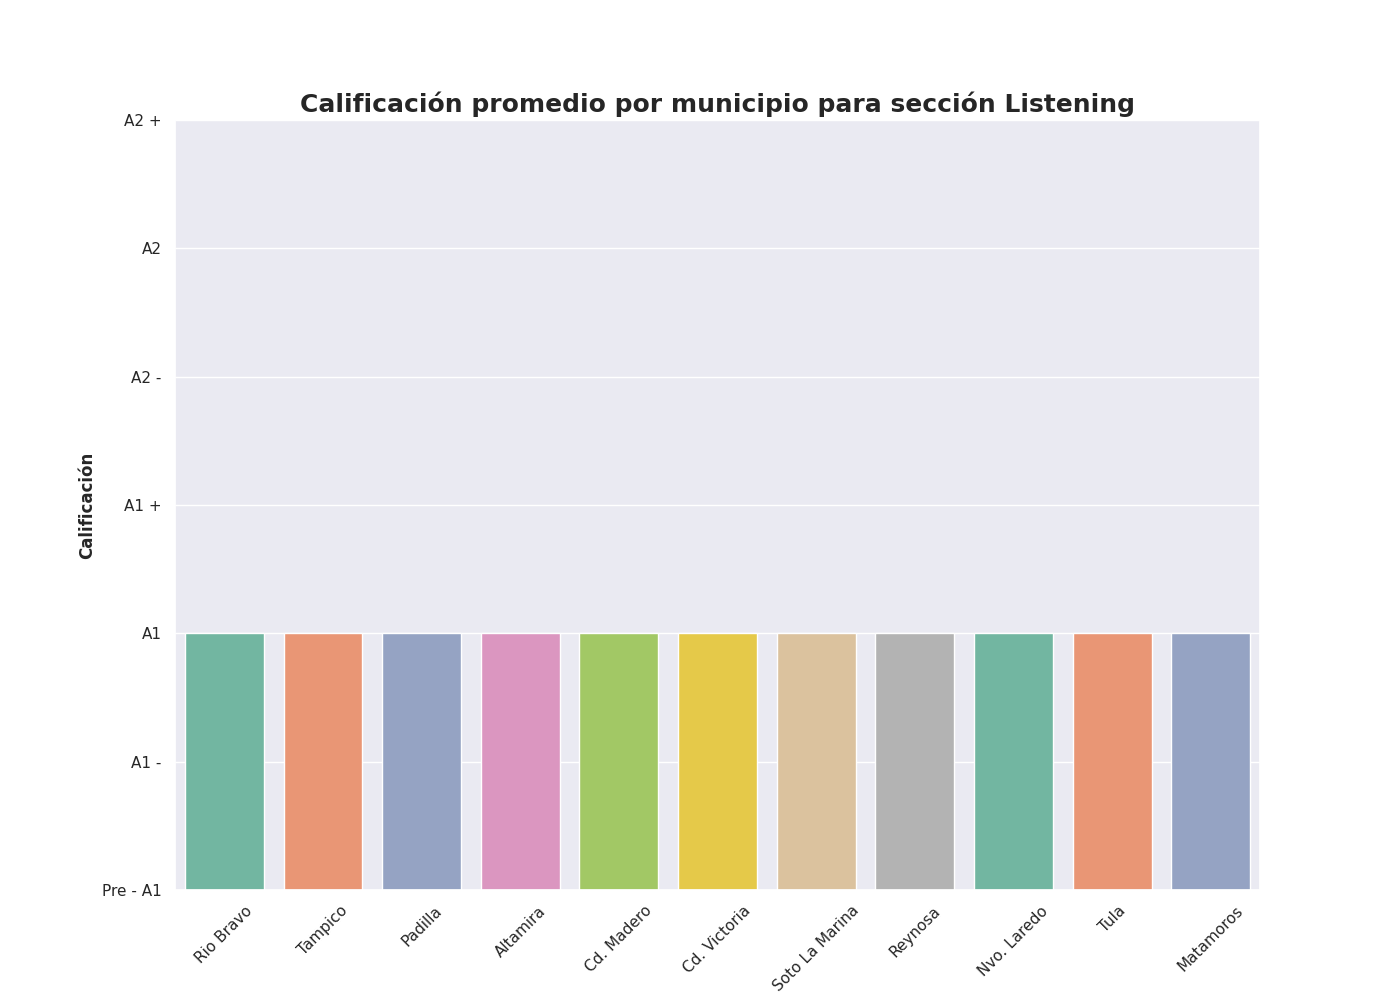 Calificación promedio por municipio para sección Listening
A2 +
A2
A2 -
A1 +
A1
A1 -
Pre - A1
Calificación
Rio Bravo
Tampico
Padilla
Altamira
Cd. Madero
Cd. Victoria
Soto La Marina
Reynosa
Nvo. Laredo
Tula
Matamoros